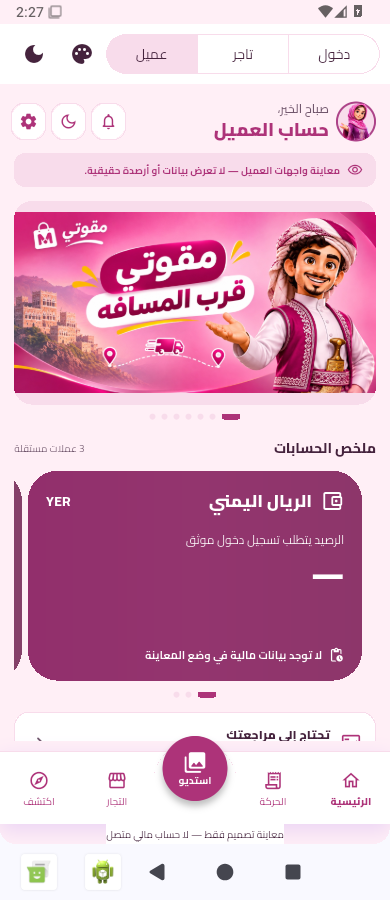 2:27
دخول
تاجر
عميل
صباح الخير،
حساب العميل
معاينة واجهات العميل — لا تعرض بيانات أو أرصدة حقيقية.
مقوتي
مقوتي
قرب المسافه
ملخص الحسابات
3 عملات مستقلة
الريال اليمني
YER
الرصيد يتطلب تسجيل دخول موثق
—
لا توجد بيانات مالية في وضع المعاينة
تحتاج إلى مراجعتك
الرئيسية
الحركة
استديو
التجار
اكتشف
معاينة تصميم فقط — لا حساب مالي متصل